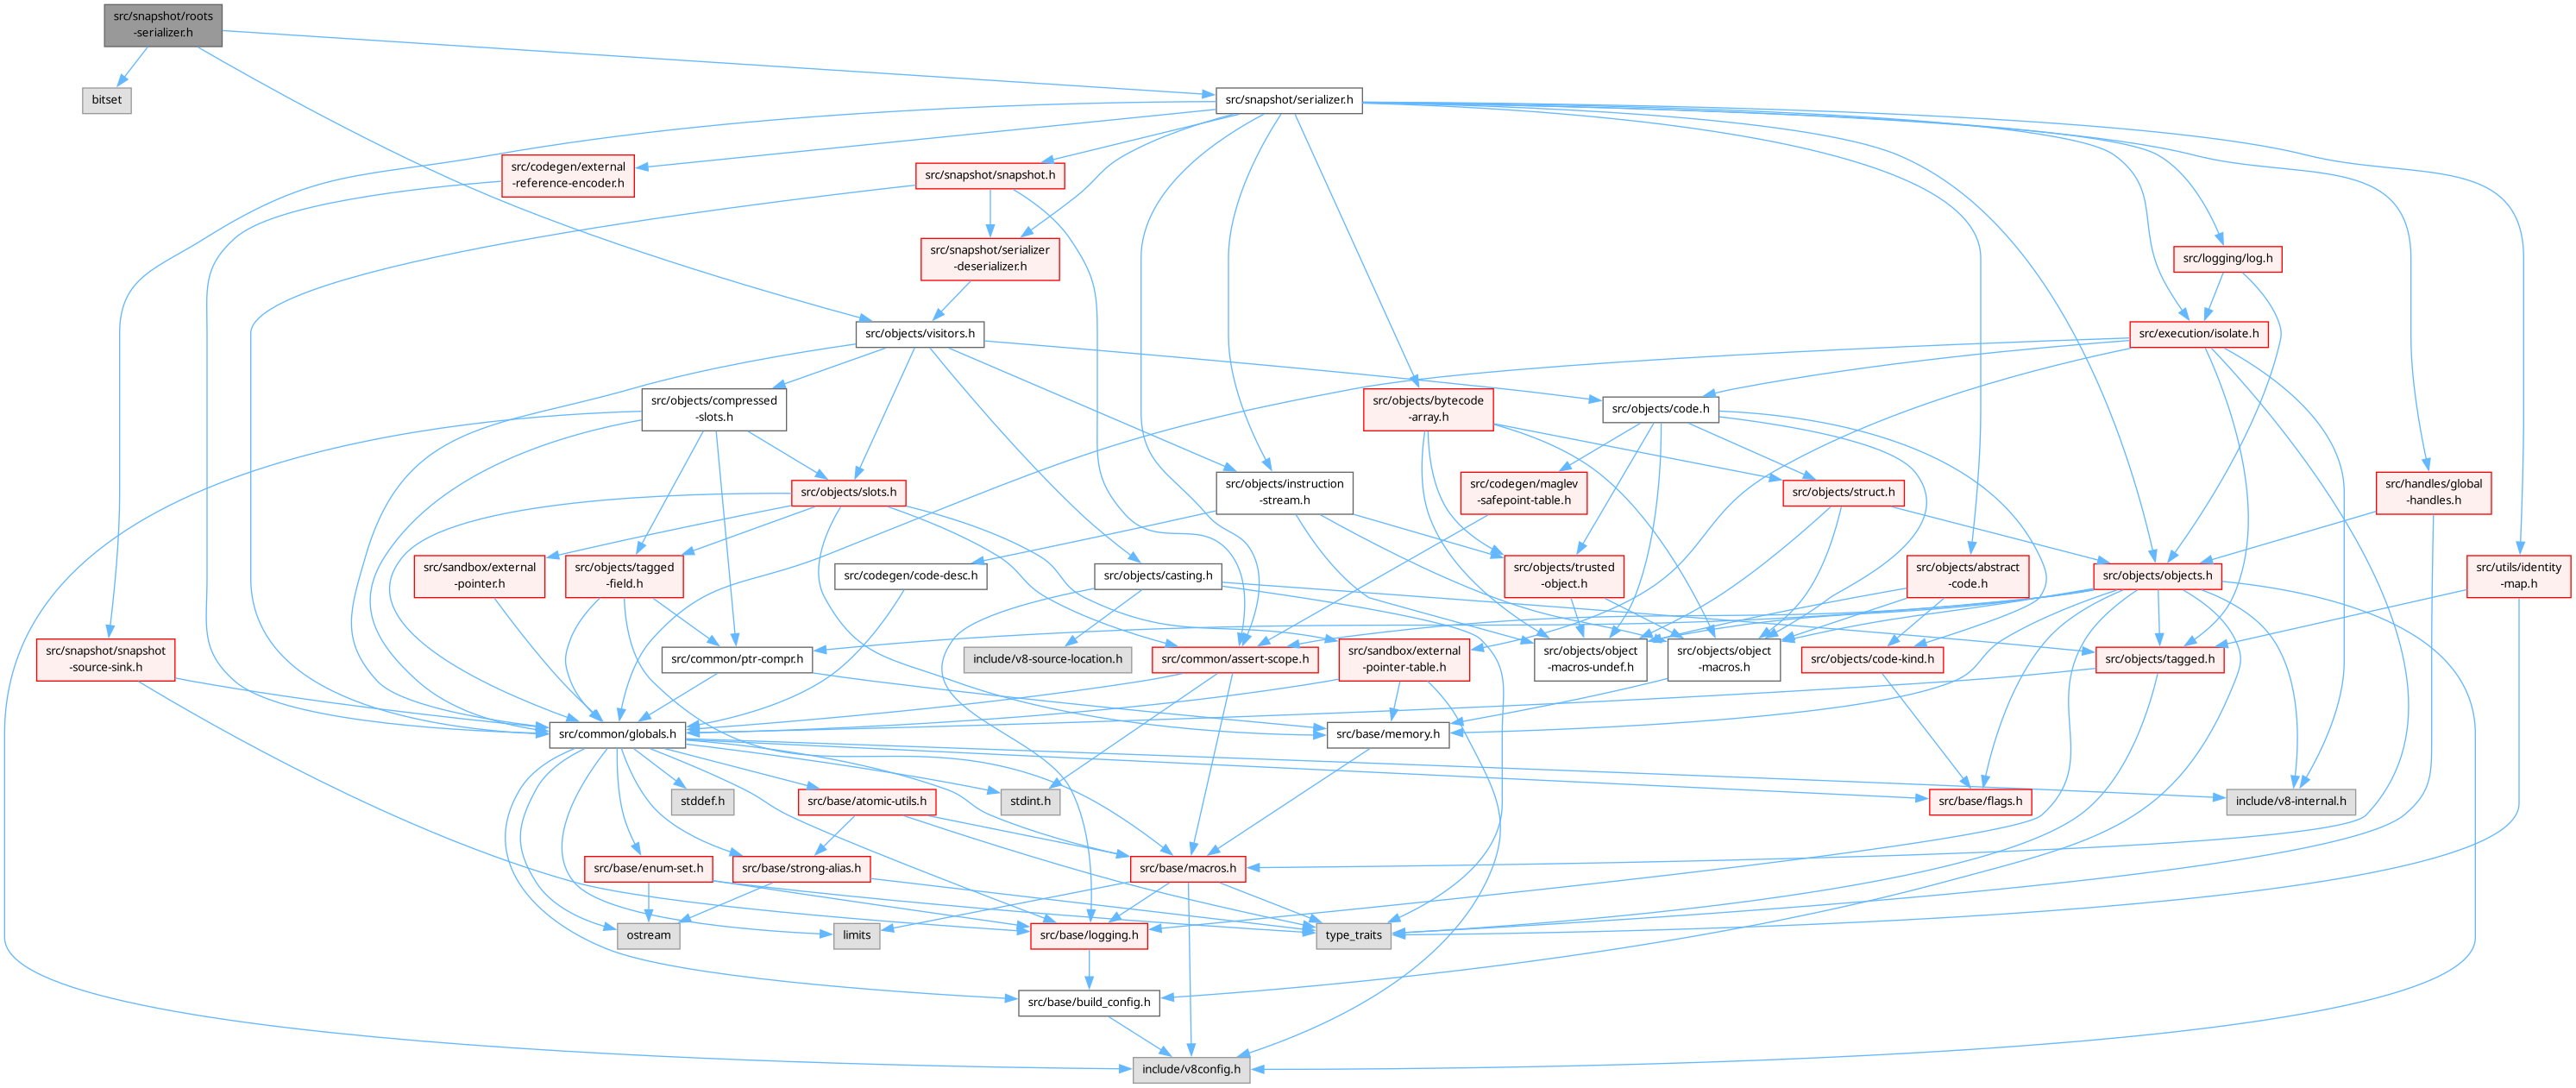 src/snapshot/roots
-serializer.h
bitset
src/snapshot/serializer.h
src/codegen/external
-reference-encoder.h
src/snapshot/snapshot.h
src/snapshot/serializer
-deserializer.h
src/logging/log.h
src/objects/visitors.h
src/execution/isolate.h
src/objects/compressed
-slots.h
src/objects/bytecode
-array.h
src/objects/code.h
src/objects/slots.h
src/objects/instruction
-stream.h
src/codegen/maglev
-safepoint-table.h
src/objects/struct.h
src/handles/global
-handles.h
src/sandbox/external
-pointer.h
src/objects/tagged
-field.h
src/codegen/code-desc.h
src/objects/casting.h
src/objects/trusted
-object.h
src/objects/abstract
-code.h
src/objects/objects.h
src/utils/identity
-map.h
src/snapshot/snapshot
-source-sink.h
src/common/ptr-compr.h
include/v8-source-location.h
src/common/assert-scope.h
src/sandbox/external
-pointer-table.h
src/objects/object
-macros-undef.h
src/objects/object
-macros.h
src/objects/code-kind.h
src/objects/tagged.h
src/common/globals.h
src/base/memory.h
stddef.h
src/base/atomic-utils.h
stdint.h
src/base/flags.h
include/v8-internal.h
src/base/enum-set.h
src/base/strong-alias.h
src/base/macros.h
ostream
limits
src/base/logging.h
type_traits
src/base/build_config.h
include/v8config.h